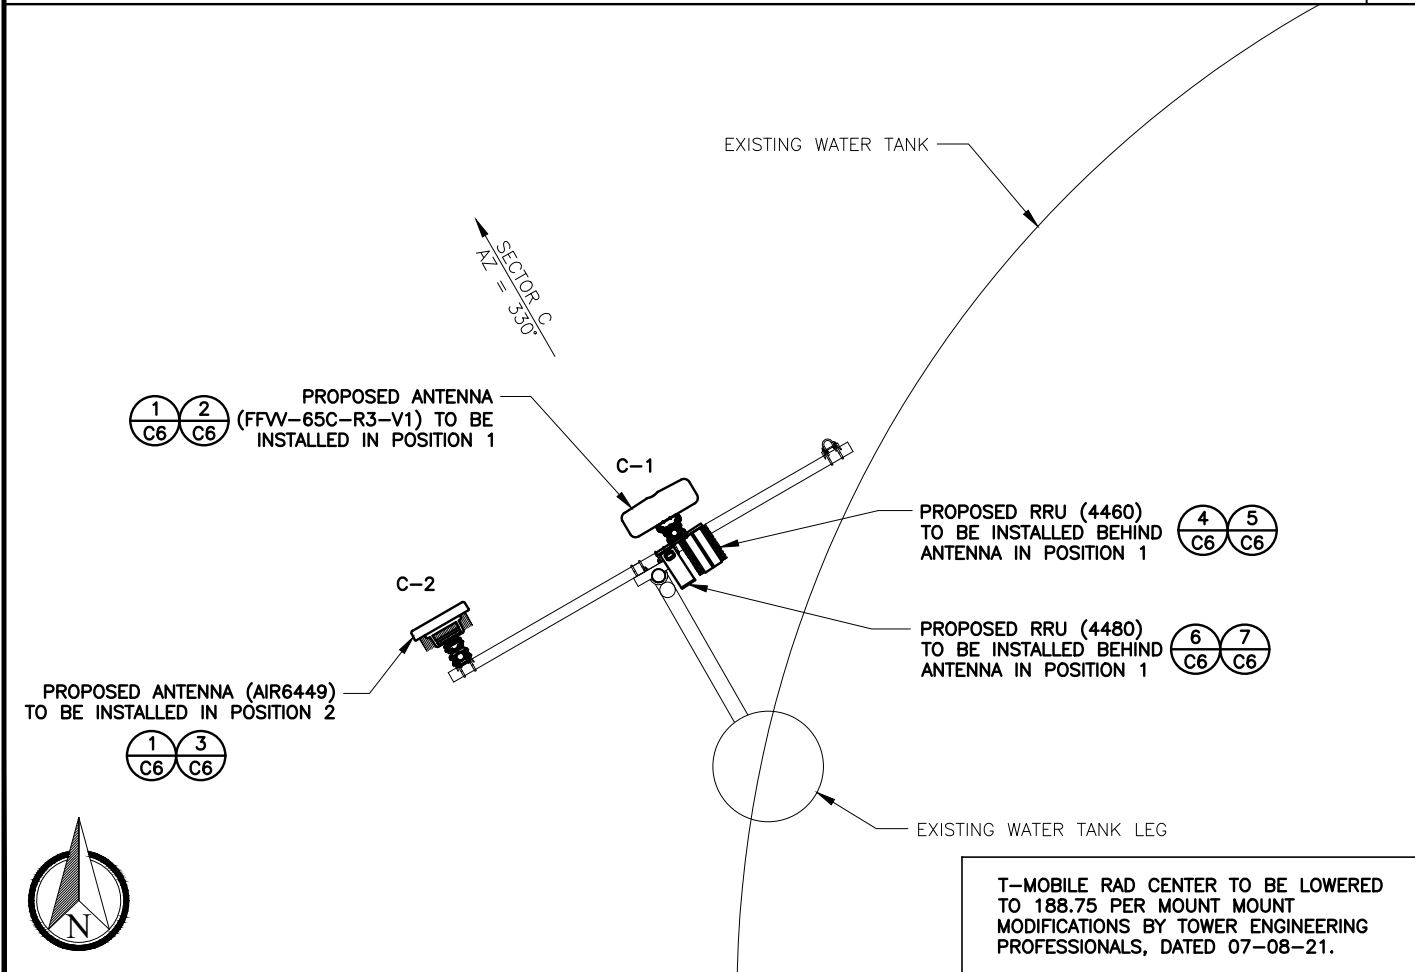 EXISTING WATER TANK
SECTOR C
AZ = 330°
1 2
C6 C6
PROPOSED ANTENNA
(FFVV-65C-R3-V1) TO BE
INSTALLED IN POSITION 1
C-1
PROPOSED RRU (4460)
TO BE INSTALLED BEHIND
ANTENNA IN POSITION 1
4 5
C6 C6
C-2
PROPOSED RRU (4480)
TO BE INSTALLED BEHIND
ANTENNA IN POSITION 1
6 7
C6 C6
PROPOSED ANTENNA (AIR6449)
TO BE INSTALLED IN POSITION 2
1 3
C6 C6
EXISTING WATER TANK LEG
N
T-MOBILE RAD CENTER TO BE LOWERED
TO 188.75 PER MOUNT MOUNT
MODIFICATIONS BY TOWER ENGINEERING
PROFESSIONALS, DATED 07-08-21.